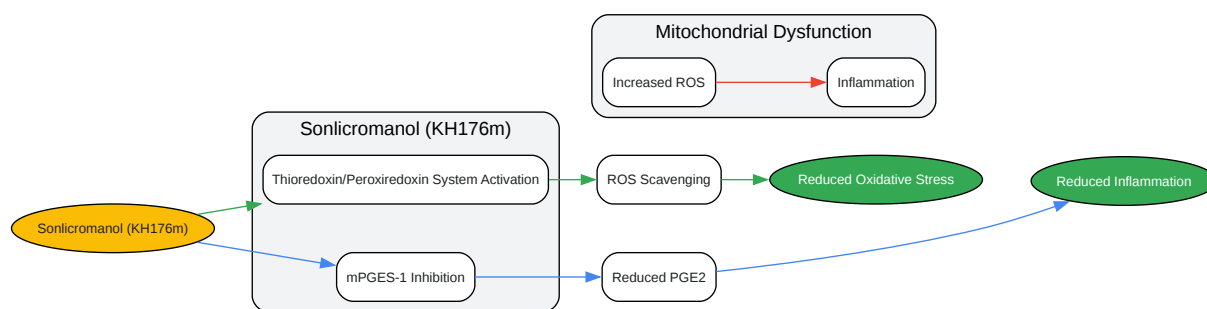 Mitochondrial Dysfunction
Increased ROS
Inflammation
Sonlicromanol (KH176m)
Thioredoxin/Peroxiredoxin System Activation
ROS Scavenging
Reduced Oxidative Stress
Reduced Inflammation
Sonlicromanol (KH176m)
mPGES-1 Inhibition
Reduced PGE2